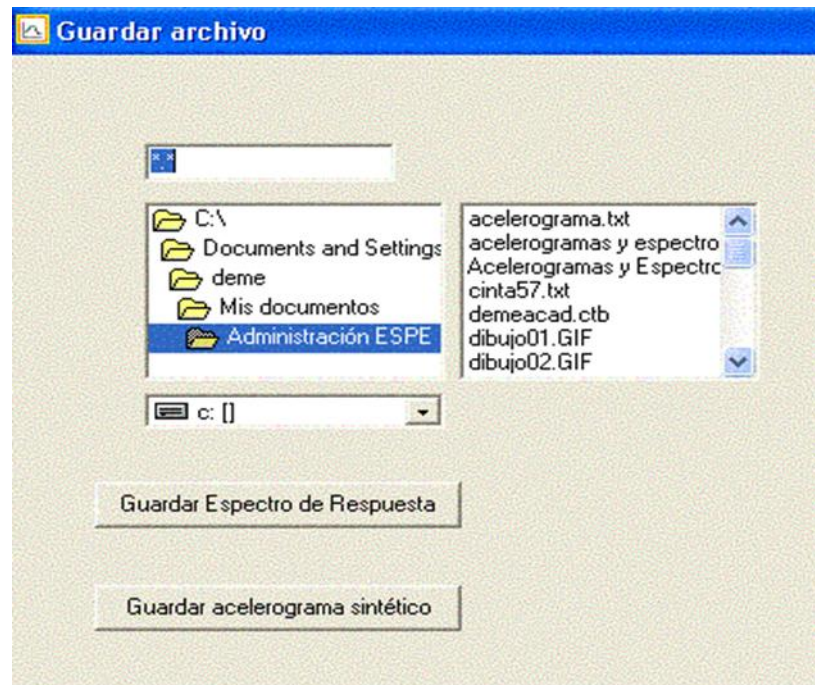 Guardar archivo
*.*
C:\
Documents and Settings
deme
Mis documentos
Administración ESPE
acelerograma.txt
acelerogramas y espectro
Acelerogramas y Espectro
cinta57.txt
demeacad.ctb
dibujo01.GIF
dibujo02.GIF
c: []
Guardar Espectro de Respuesta
Guardar acelerograma sintético